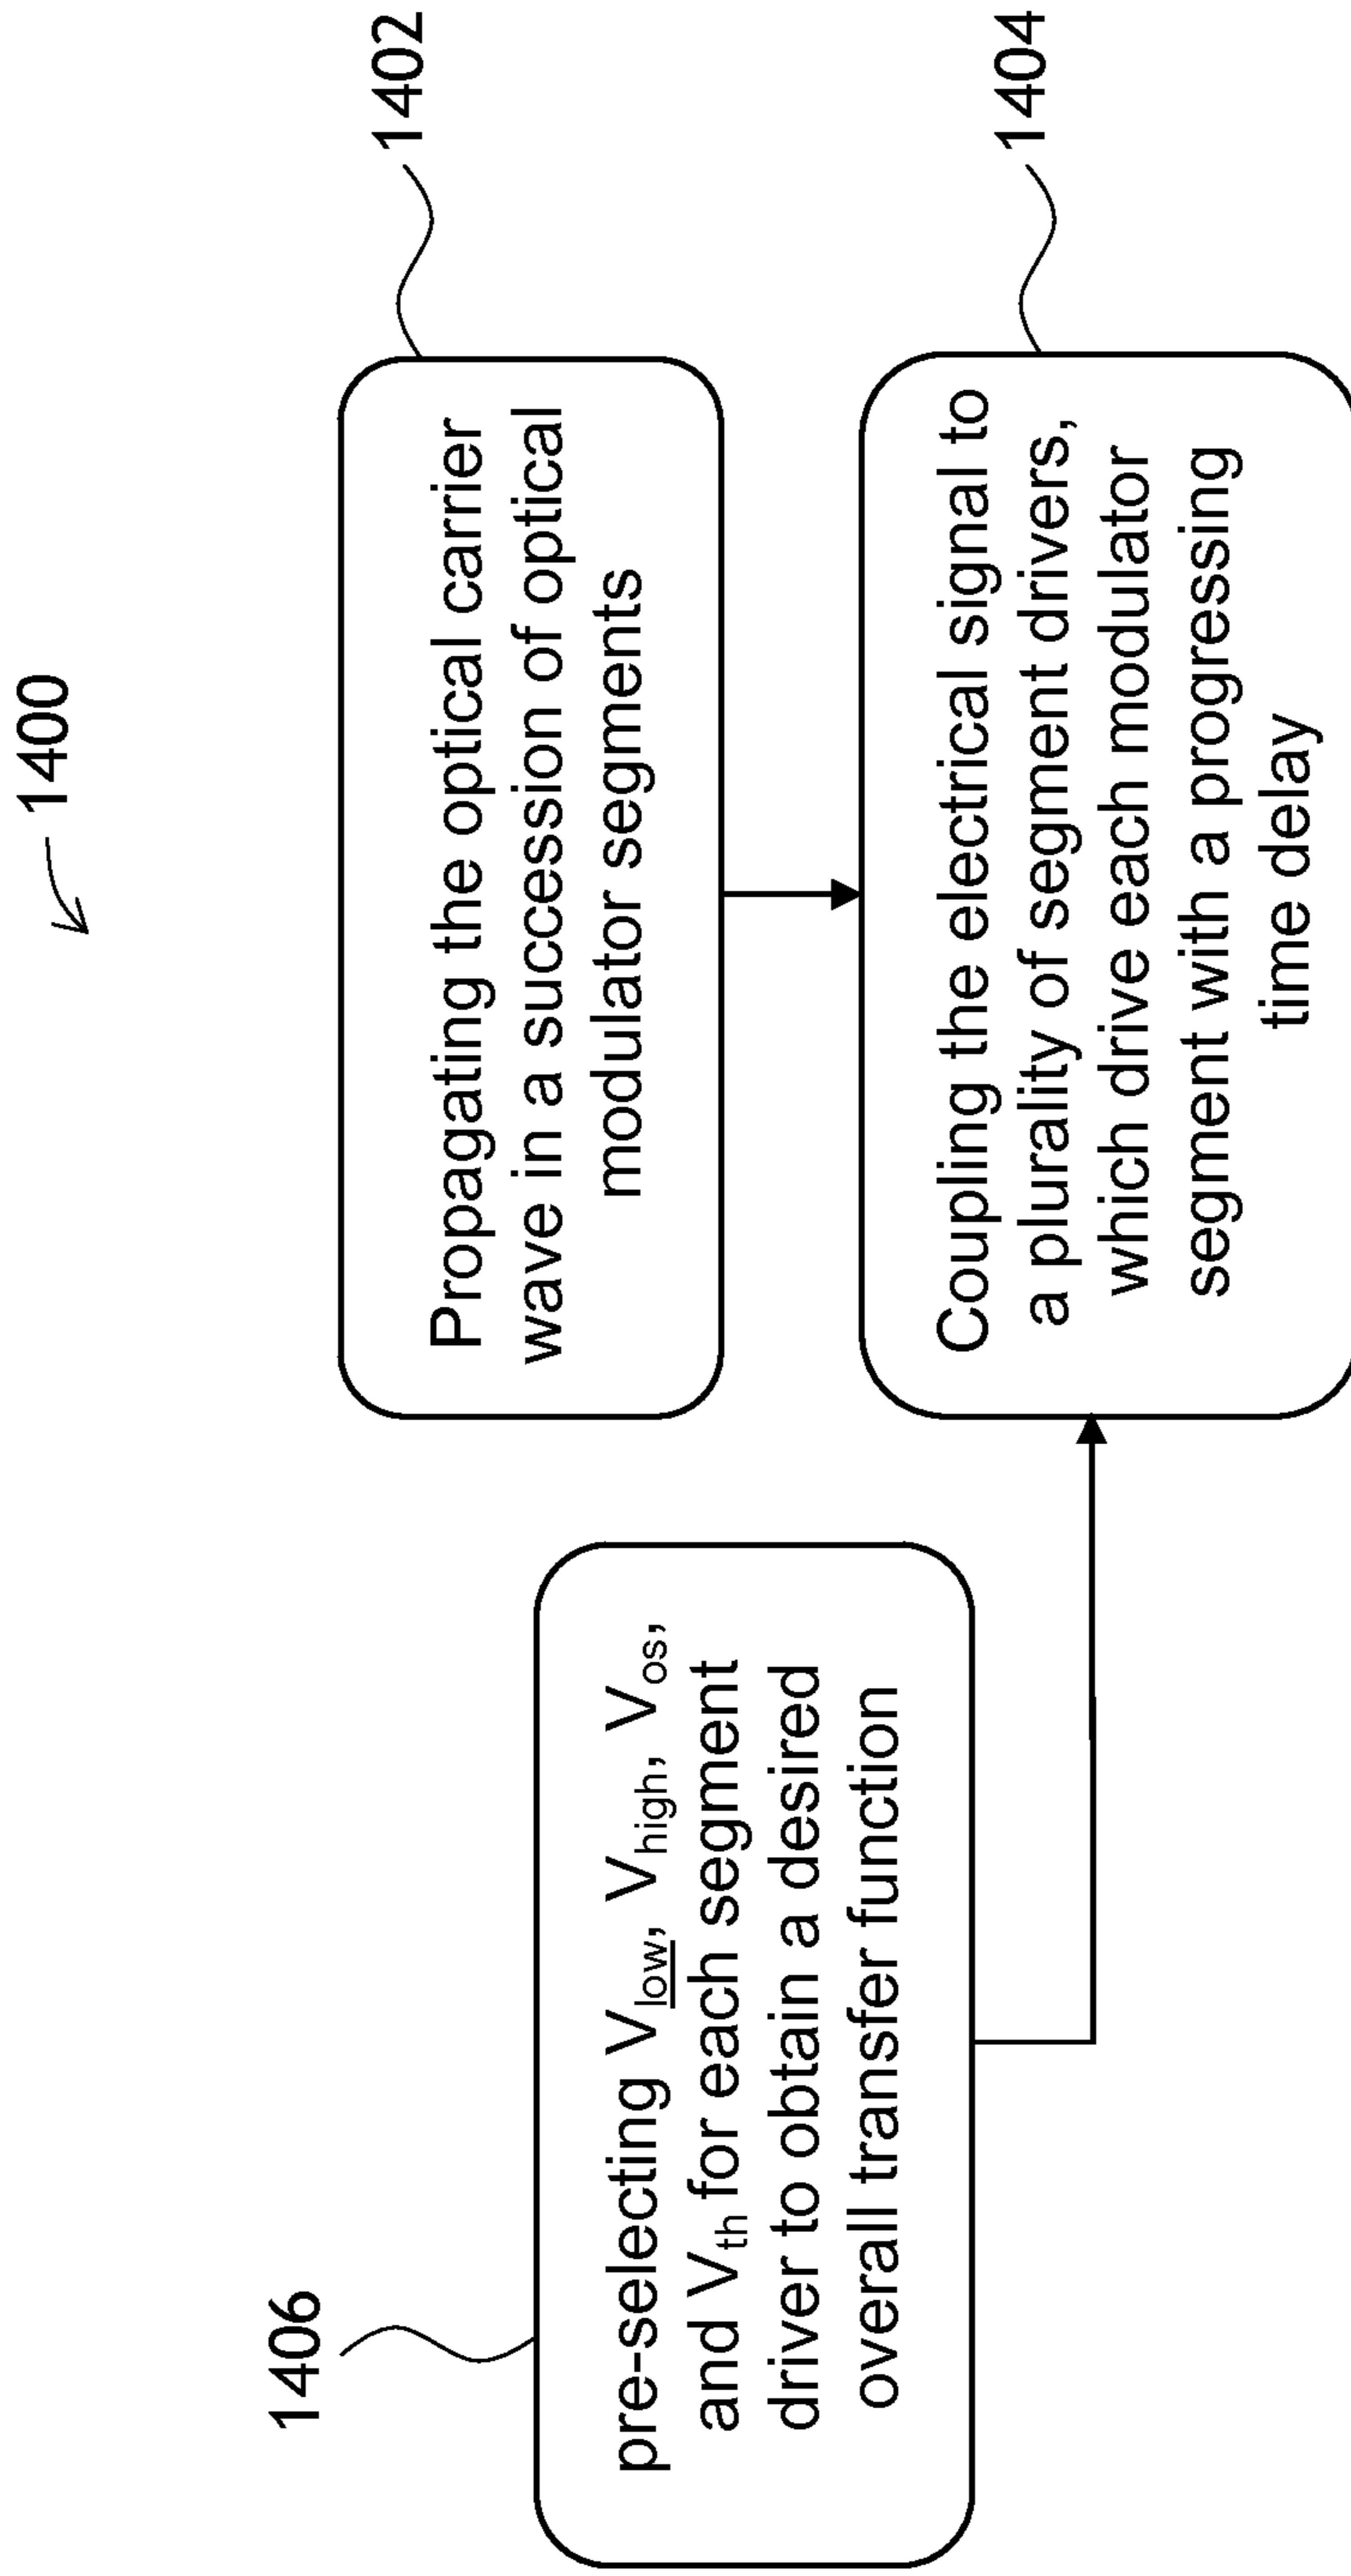 1400
1402
Propagating the optical carrier
wave in a succession of optical
modulator segments
1404
Coupling the electrical signal to
a plurality of segment drivers,
which drive each modulator
segment with a progressing
time delay
1406
pre-selecting Vlow, Vhigh, Vos,
and Vth for each segment
driver to obtain a desired
overall transfer function